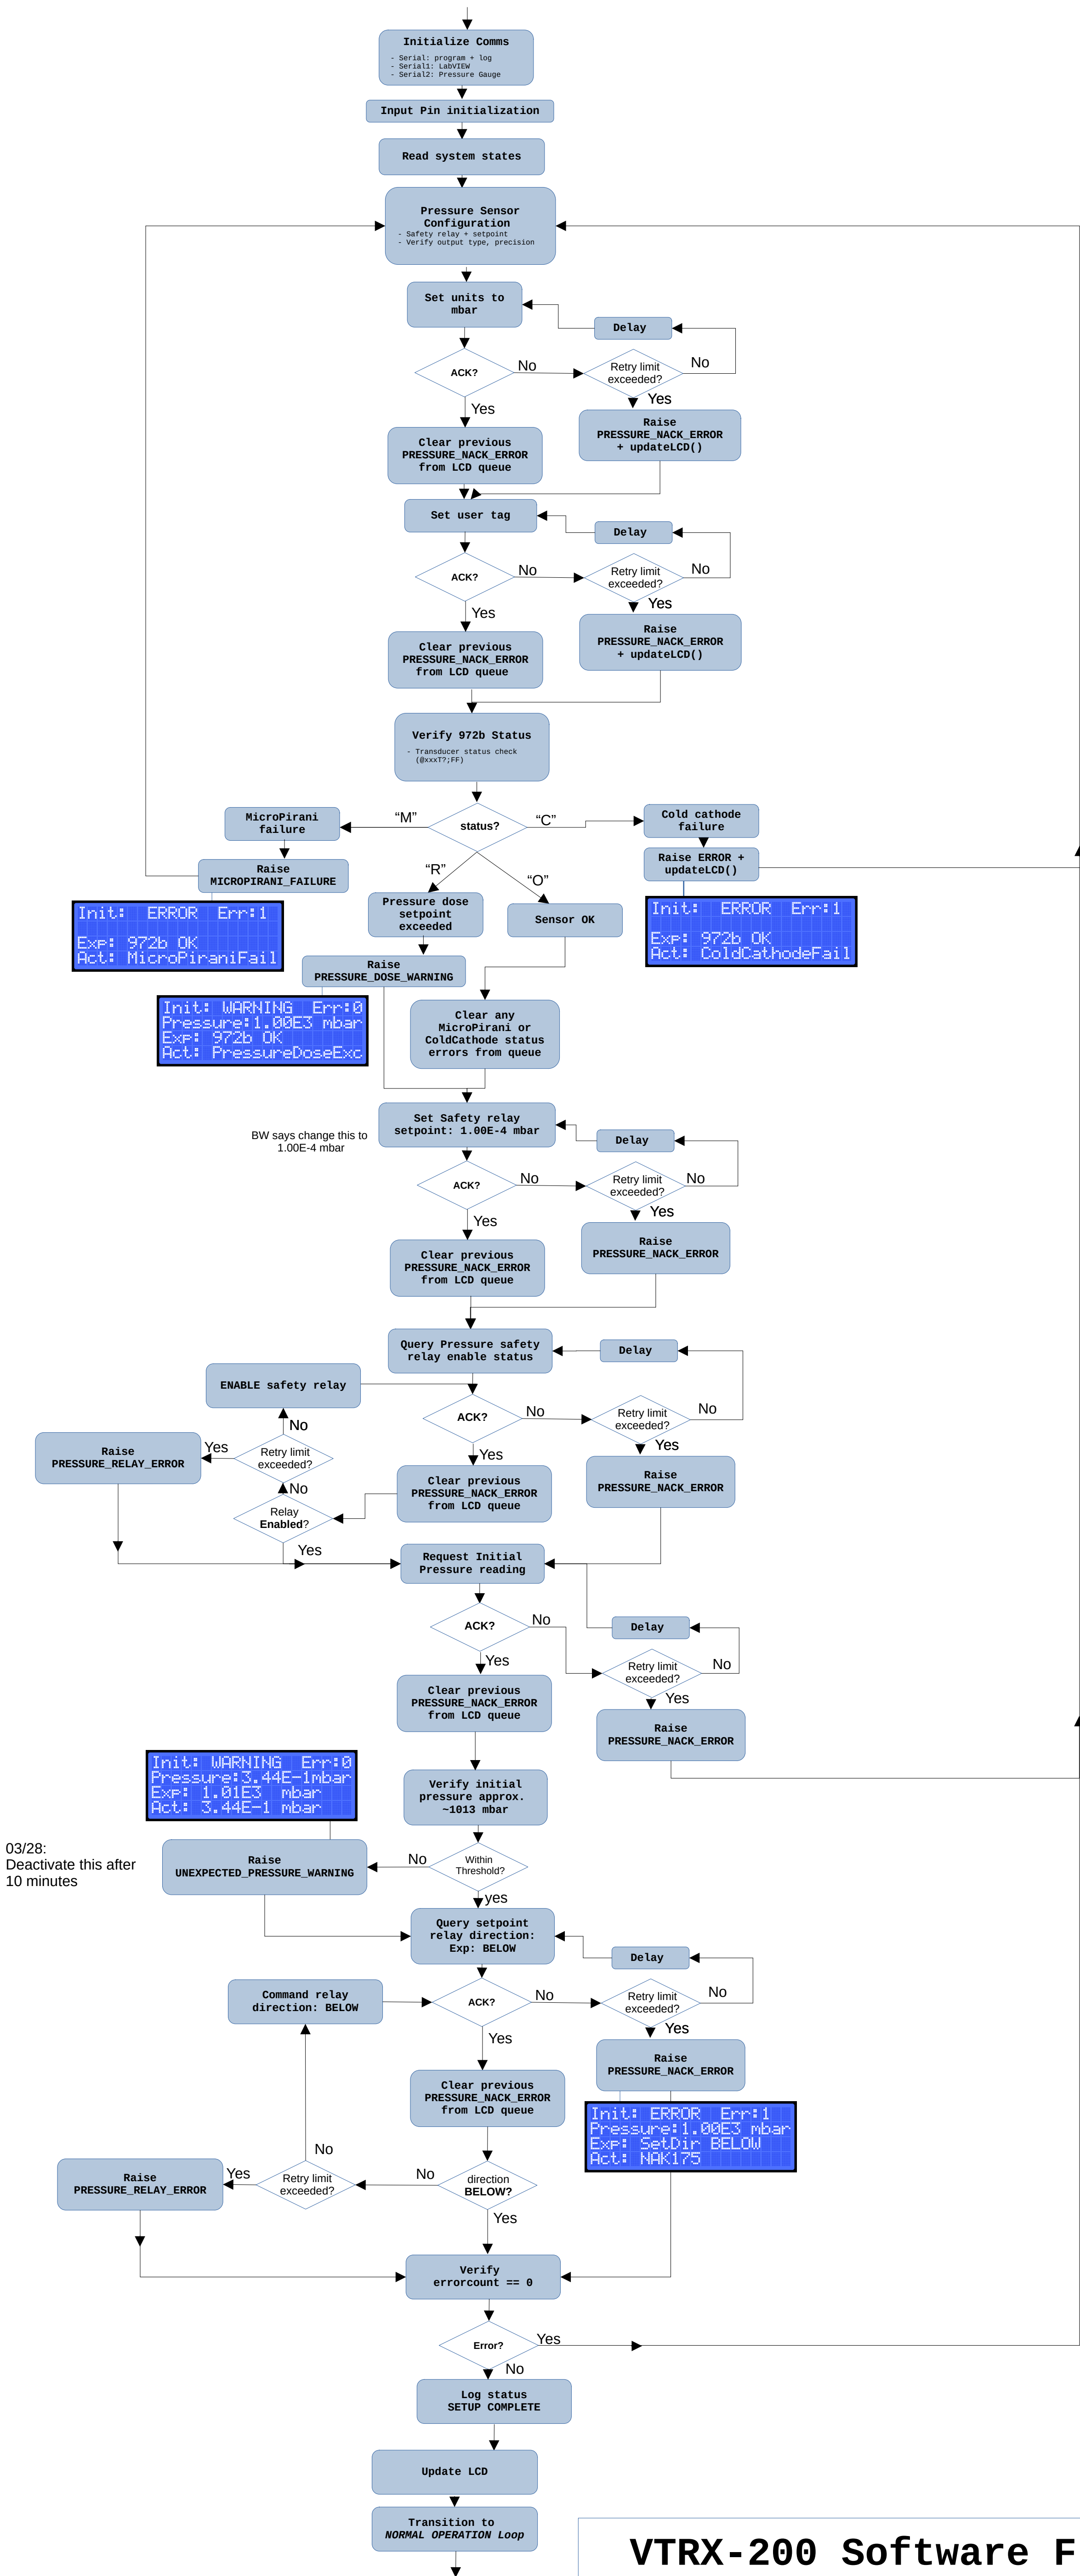 Initialize Comms
- Serial: program + log
- Serial1: LabVIEW
- Serial2: Pressure Gauge
Input Pin initialization
Read system states
Pressure Sensor
Configuration
- Safety relay + setpoint
- Verify output type, precision
Set units to
mbar
Delay
ACK?
No
Retry limit
exceeded?
No
Yes
Yes
Clear previous
PRESSURE_NACK_ERROR
from LCD queue
Raise
PRESSURE_NACK_ERROR
+ updateLCD()
Set user tag
Delay
ACK?
No
Retry limit
exceeded?
No
Yes
Yes
Clear previous
PRESSURE_NACK_ERROR
from LCD queue
Raise
PRESSURE_NACK_ERROR
+ updateLCD()
Verify 972b Status
- Transducer status check
(@xxxT?;FF)
MicroPirani
failure
“M”
status?
“C”
Cold cathode
failure
Raise
MICROPIRANI_FAILURE
“R”
“O”
Raise ERROR +
updateLCD()
Init: ERROR Err:1
Exp: 972b OK
Act: MicroPiraniFail
Pressure dose
setpoint
exceeded
Sensor OK
Init: ERROR Err:1
Exp: 972b OK
Act: ColdCathodeFail
Raise
PRESSURE_DOSE_WARNING
Init: WARNING Err:0
Pressure:1.00E3 mbar
Exp: 972b OK
Act: PressureDoseExc
Clear any
MicroPirani or
ColdCathode status
errors from queue
Set Safety relay
setpoint: 1.00E-4 mbar
BW says change this to
1.00E-4 mbar
Delay
ACK?
No
Retry limit
exceeded?
No
Yes
Yes
Clear previous
PRESSURE_NACK_ERROR
from LCD queue
Raise
PRESSURE_NACK_ERROR
Query Pressure safety
relay enable status
Delay
ENABLE safety relay
ACK?
No
Retry limit
exceeded?
No
No
Yes
Yes
Raise
PRESSURE_RELAY_ERROR
Yes
Retry limit
exceeded?
Clear previous
PRESSURE_NACK_ERROR
from LCD queue
Raise
PRESSURE_NACK_ERROR
No
Relay
Enabled?
Yes
Request Initial
Pressure reading
ACK?
No
Delay
Retry limit
exceeded?
No
Yes
Yes
Clear previous
PRESSURE_NACK_ERROR
from LCD queue
Raise
PRESSURE_NACK_ERROR
Init: WARNING Err:0
Pressure:3.44E-1mbar
Exp: 1.01E3 mbar
Act: 3.44E-1 mbar
Verify initial
pressure approx.
~1013 mbar
03/28:
Deactivate this after
10 minutes
Raise
UNEXPECTED_PRESSURE_WARNING
No
Within
Threshold?
yes
Query setpoint
relay direction:
Exp: BELOW
Delay
Command relay
direction: BELOW
ACK?
No
Retry limit
exceeded?
No
Yes
Yes
Clear previous
PRESSURE_NACK_ERROR
from LCD queue
Raise
PRESSURE_NACK_ERROR
Init: ERROR Err:1
Pressure:1.00E3 mbar
Exp: SetDir BELOW
Act: NAK175
No
Raise
PRESSURE_RELAY_ERROR
Yes
Retry limit
exceeded?
No
direction
BELOW?
Yes
Verify
errorcount == 0
Error?
Yes
No
Log status
SETUP COMPLETE
Update LCD
Transition to
NORMAL OPERATION Loop
VTRX-200 Software F